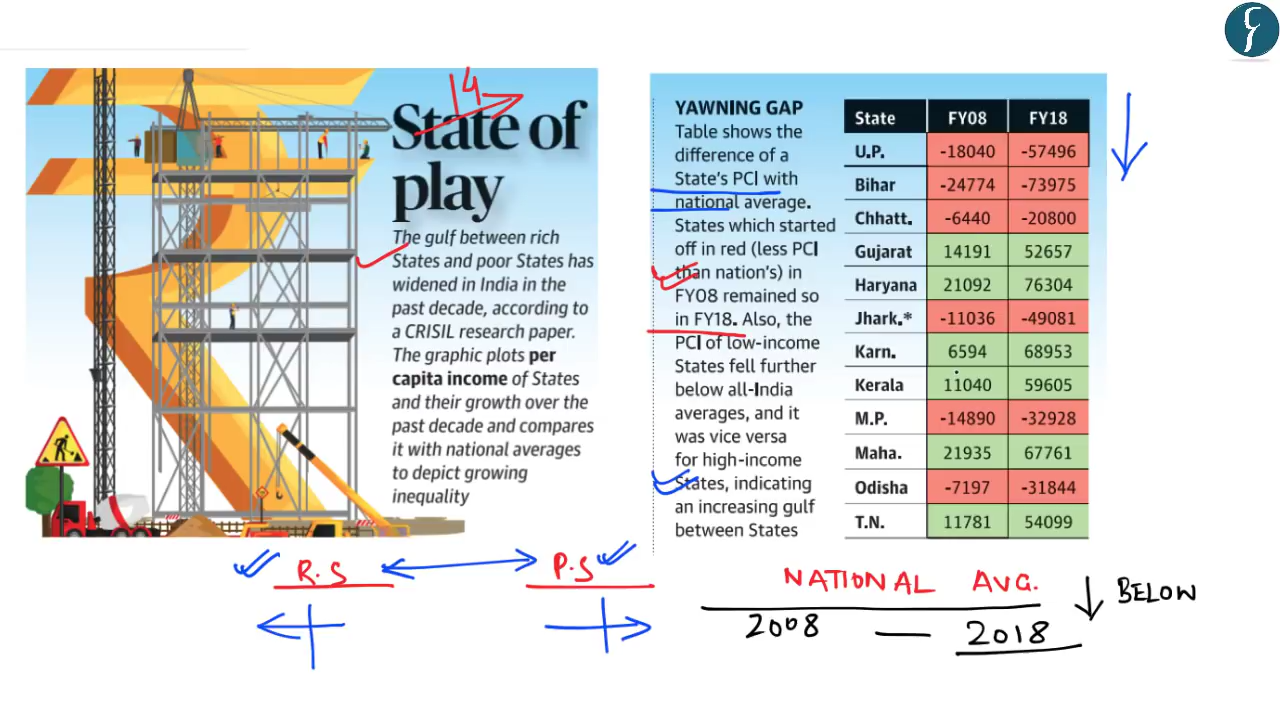 14
State of
play
The gulf between rich
States and poor States has
widened in India in the
past decade, according to
a CRISIL research paper.
The graphic plots per
capita income of States
and their growth over the
past decade and compares
it with national averages
to depict growing
inequality
YAWNING GAP
Table shows the
difference of a
State's PCI with
national average.
States which started
off in red (less PCI
than nation's) in
FY08 remained so
in FY18. Also, the
PCI of low-income
States fell further
below all-India
averages, and it
was vice versa
for high-income
States, indicating
an increasing gulf
between States
State FY08 FY18
U.P. -18040 -57496
Bihar -24774 -73975
Chhatt. -6440 -20800
Gujarat 14191 52657
Haryana 21092 76304
Jhark.* -11036 -49081
Karn. 6594 68953
Kerala 11040 59605
M.P. -14890 -32928
Maha. 21935 67761
Odisha -7197 -31844
T.N. 11781 54099
R.S P.S
NATIONAL AVG.
BELOW
2008 — 2018